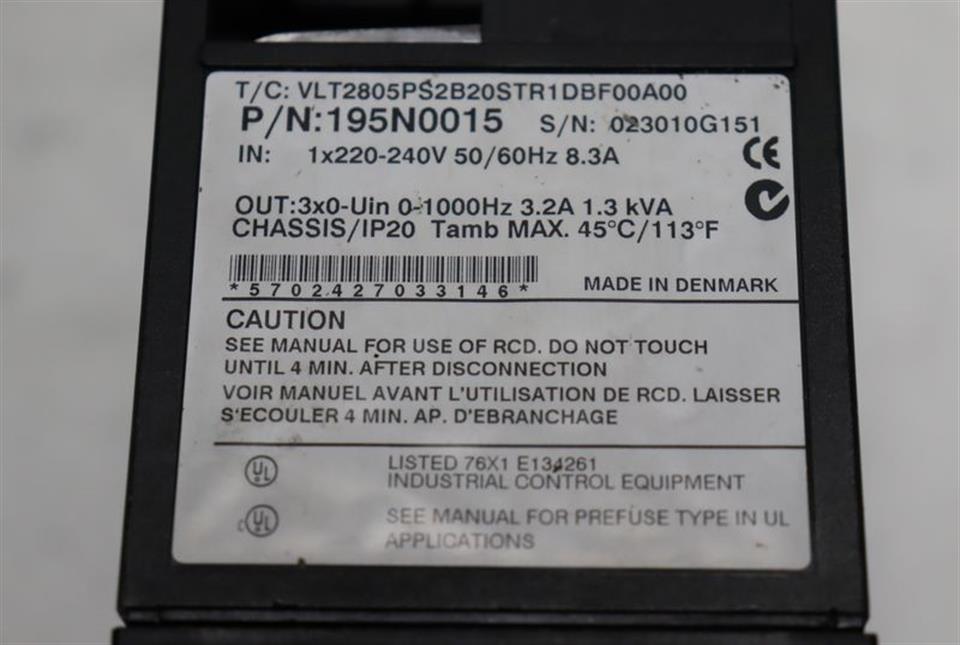 T/C: VLT2805PS2B20STR1DBF00A00
P/N:195N0015 S/N: 023010G151
IN: 1x220-240V 50/60Hz 8.3A
CE
OUT:3x0-Uin 0-1000Hz 3.2A 1.3 kVA
CHASSIS/IP20 Tamb MAX. 45°C/113°F
*5702427033146* MADE IN DENMARK
CAUTION
SEE MANUAL FOR USE OF RCD. DO NOT TOUCH
UNTIL 4 MIN. AFTER DISCONNECTION
VOIR MANUEL AVANT L'UTILISATION DE RCD. LAISSER
S'ECOULER 4 MIN. AP. D'EBRANCHAGE
UL LISTED 76X1 E134261
INDUSTRIAL CONTROL EQUIPMENT
c UL SEE MANUAL FOR PREFUSE TYPE IN UL
APPLICATIONS